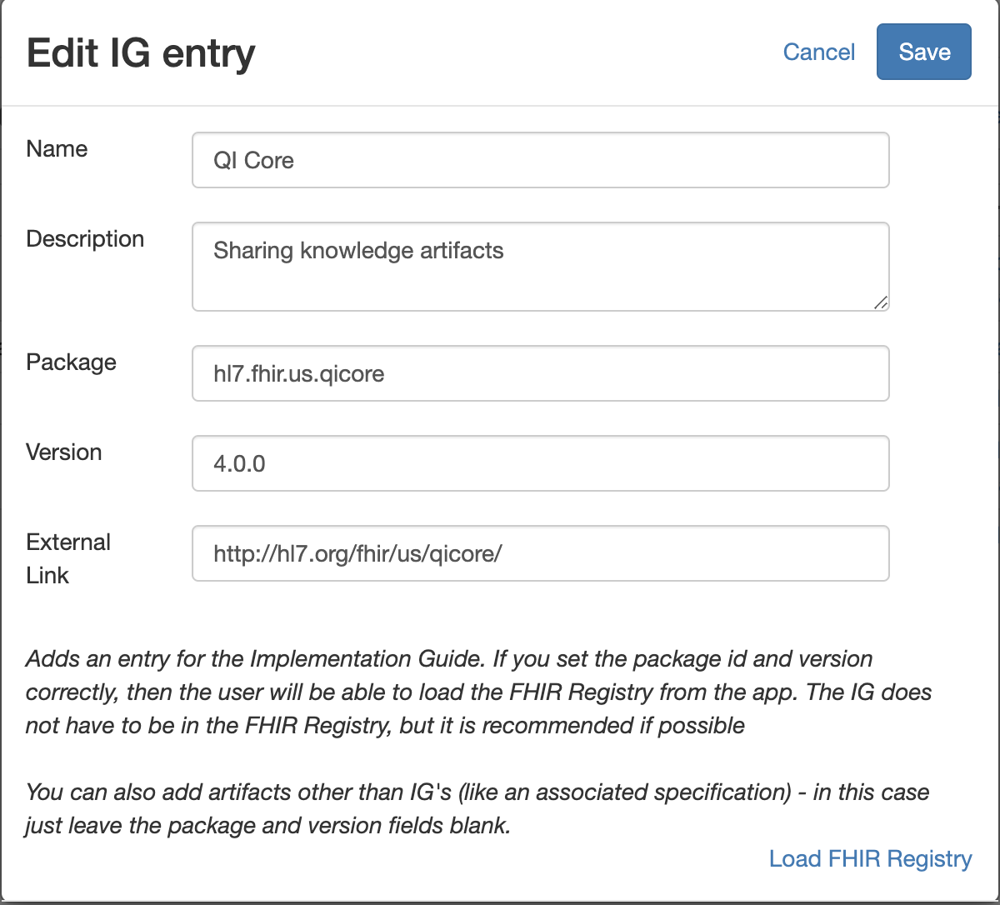 Edit IG entry
Cancel
Save
Name
QI Core
Description
Sharing knowledge artifacts
Package
hl7.fhir.us.qicore
Version
4.0.0
External
Link
http://hl7.org/fhir/us/qicore/
Adds an entry for the Implementation Guide. If you set the package id and version
correctly, then the user will be able to load the FHIR Registry from the app. The IG does
not have to be in the FHIR Registry, but it is recommended if possible
You can also add artifacts other than IG's (like an associated specification) - in this case
just leave the package and version fields blank.
Load FHIR Registry